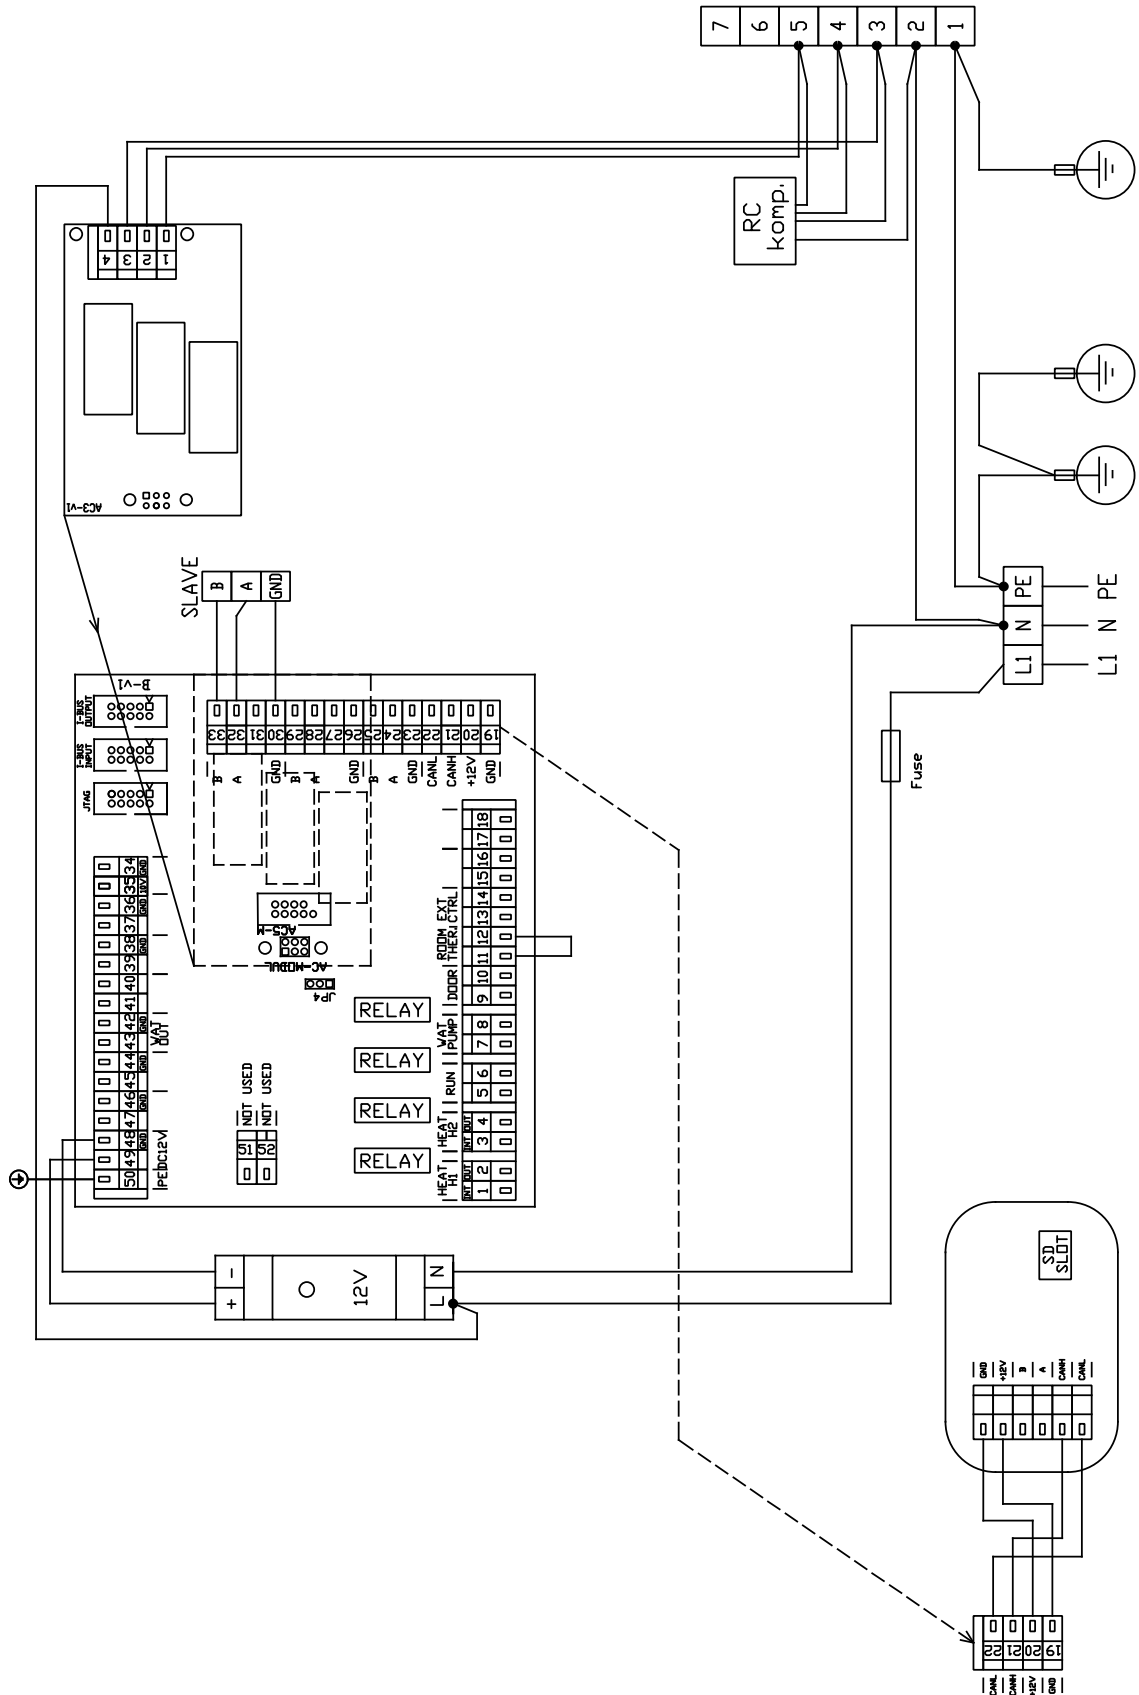 7 6 5 4 3 2 1
RC
komp.
4 3 2 1
AC3-v1
SLAVE
B
A
GND
PE
N
L1
PE
N
L1
Fuse
B-v1
I-BUS
OUTPUT
I-BUS
INPUT
JTAG
33 32 31 30 29 28 27 26 25 24 23 22 21 20 19
B
A
GND
B
A
GND
B
A
GND
CANL
CANH
+12V
GND
50 49 48 47 46 45 44 43 42 41 40 39 38 37 36 35 34
PE
DC12V
GND
GND
WAT
OUT
GND
GND
GND
10V
GND
AC5-M
AC-MODUL
JP4
RELAY
RELAY
RELAY
RELAY
NOT USED
NOT USED
51
52
HEAT
H1
HEAT
H2
RUN
WAT
PUMP
DOOR
ROOM
THER.
EXT
CTRL
INT
OUT
INT
OUT
1 2 3 4 5 6 7 8 9 10 11 12 13 14 15 16 17 18
-
+
12V
N
L
SD
SLOT
GND
+12V
B
A
CANH
CANL
22 21 20 19
CANL
CANH
+12V
GND